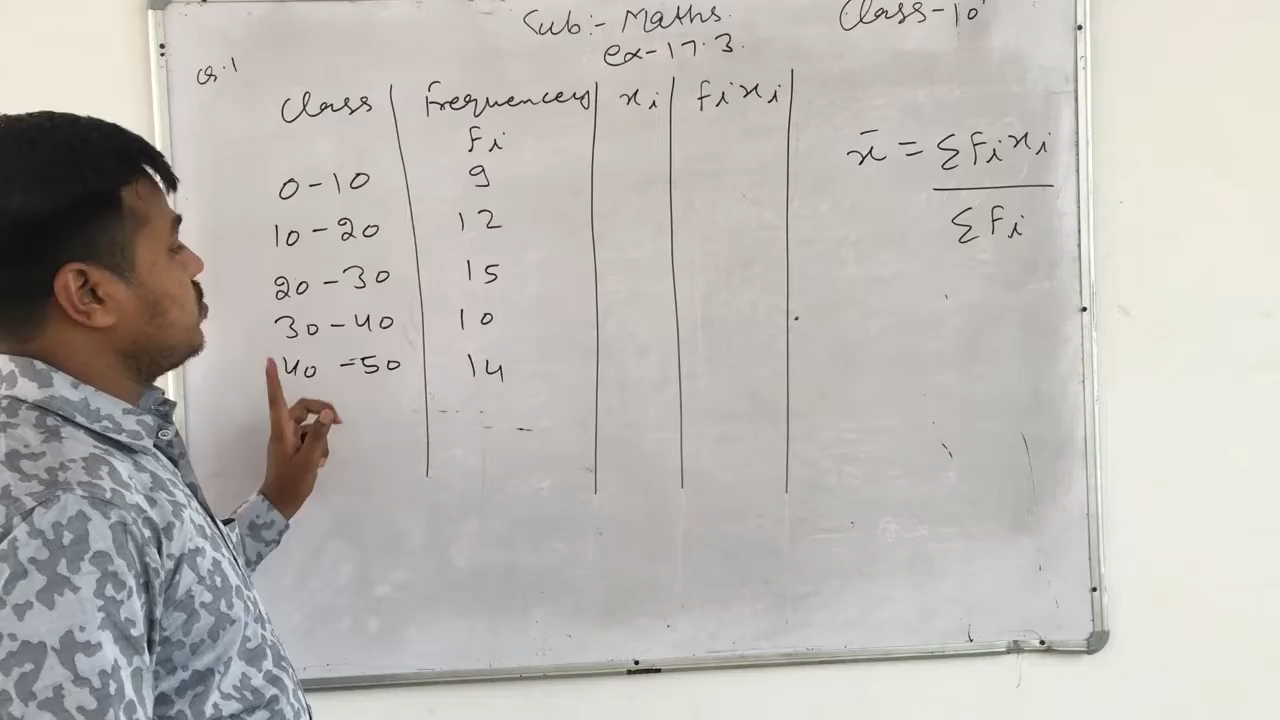 Sub:- Maths.
Class-10
ex-17.3.
Q.1
Class Frequencey xi fixi
fi
0-10 9
10-20 12
20-30 15
30-40 10
40-50 14
x̄ = Σfixi
Σfi